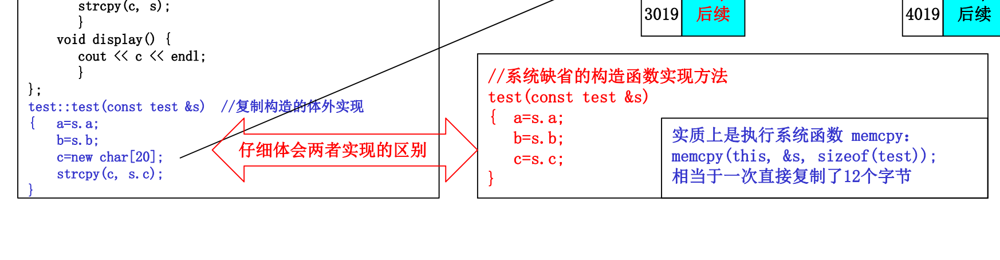 strcpy(c, s);
}
void display() {
cout << c << endl;
}
};
test::test(const test &s)  //复制构造的体外实现
{   a=s.a;
b=s.b;
c=new char[20];
strcpy(c, s.c);
}
仔细体会两者实现的区别
3019 后续
4019 后续
//系统缺省的构造函数实现方法
test(const test &s)
{  a=s.a;
b=s.b;
c=s.c;
}
实质上是执行系统函数 memcpy：
memcpy(this, &s, sizeof(test));
相当于一次直接复制了12个字节